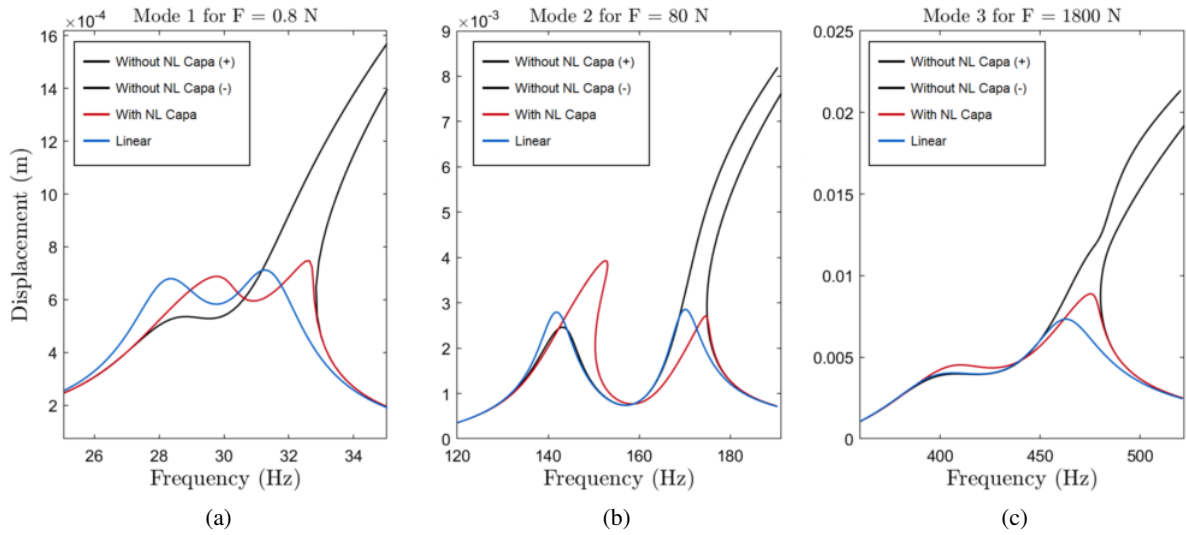 ×10⁻⁴
Mode 1 for F = 0.8 N
16
14
12
10
8
6
4
2
26
28
30
32
34
Displacement (m)
Frequency (Hz)
Without NL Capa (+)
Without NL Capa (-)
With NL Capa
Linear
(a)
×10⁻³
Mode 2 for F = 80 N
9
8
7
6
5
4
3
2
1
0
120
140
160
180
Frequency (Hz)
Without NL Capa (+)
Without NL Capa (-)
With NL Capa
Linear
(b)
Mode 3 for F = 1800 N
0.025
0.02
0.015
0.01
0.005
0
400
450
500
Frequency (Hz)
Without NL Capa (+)
Without NL Capa (-)
With NL Capa
Linear
(c)